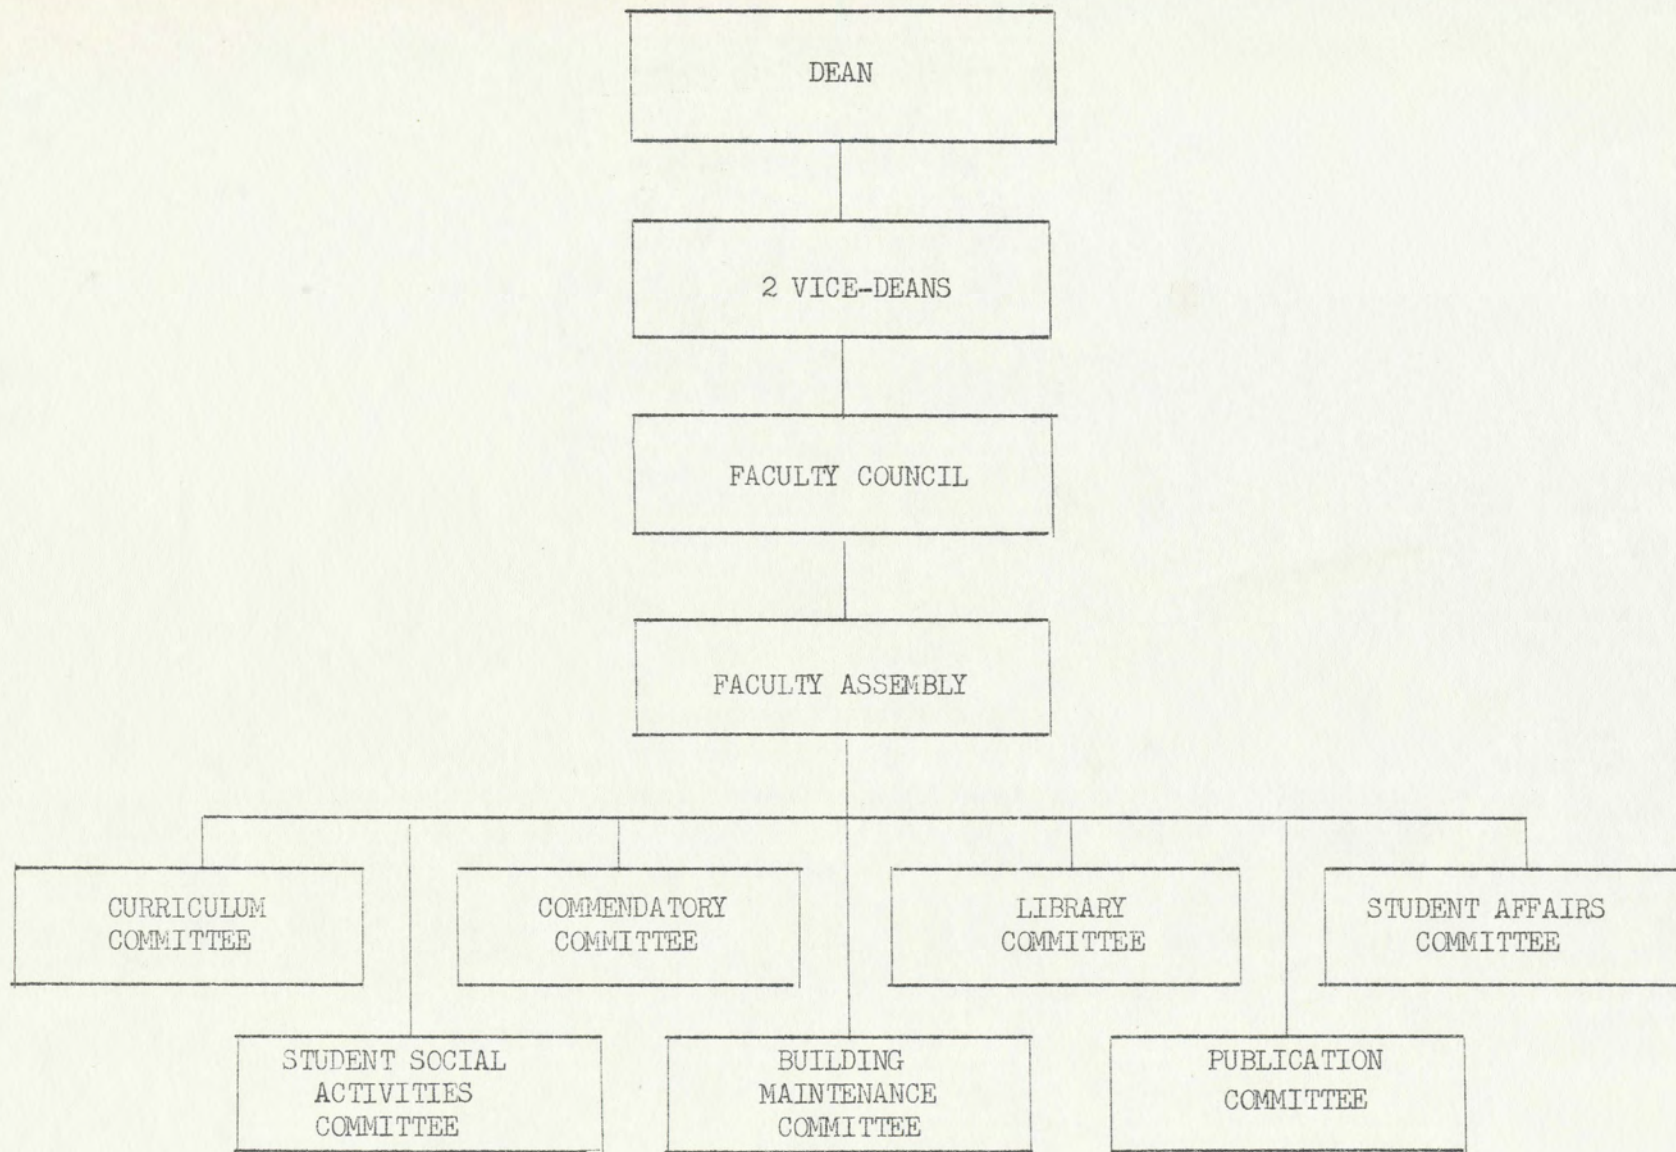 DEAN
2 VICE-DEANS
FACULTY COUNCIL
FACULTY ASSEMBLY
CURRICULUM
COMMITTEE
COMMENDATORY
COMMITTEE
LIBRARY
COMMITTEE
STUDENT AFFAIRS
COMMITTEE
STUDENT SOCIAL
ACTIVITIES
COMMITTEE
BUILDING
MAINTENANCE
COMMITTEE
PUBLICATION
COMMITTEE